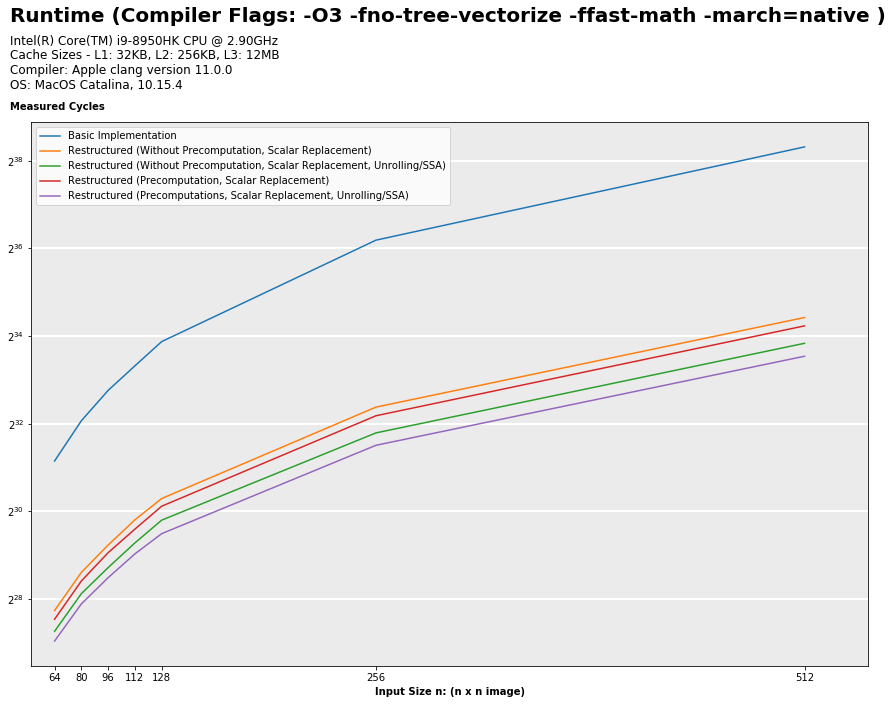 Runtime (Compiler Flags: -O3 -fno-tree-vectorize -ffast-math -march=native )
Intel(R) Core(TM) i9-8950HK CPU @ 2.90GHz
Cache Sizes - L1: 32KB, L2: 256KB, L3: 12MB
Compiler: Apple clang version 11.0.0
OS: MacOS Catalina, 10.15.4
Measured Cycles
Basic Implementation
Restructured (Without Precomputation, Scalar Replacement)
Restructured (Without Precomputation, Scalar Replacement, Unrolling/SSA)
Restructured (Precomputation, Scalar Replacement)
Restructured (Precomputations, Scalar Replacement, Unrolling/SSA)
2^38
2^36
2^34
2^32
2^30
2^28
64 80 96 112 128 256 512
Input Size n: (n x n image)